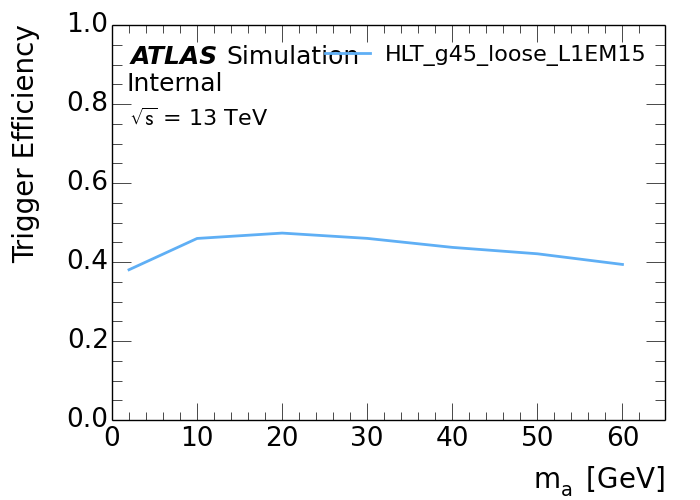 1.0
0.8
0.6
0.4
0.2
0.0
Trigger Efficiency
ATLAS Simulation
Internal
√s = 13 TeV
HLT_g45_loose_L1EM15
0 10 20 30 40 50 60
mₐ [GeV]